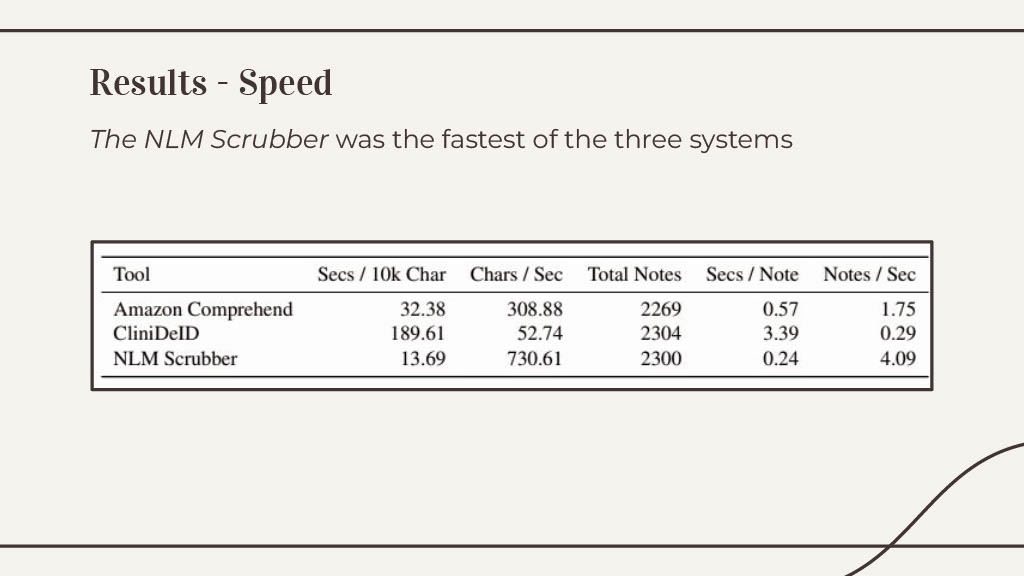 Results - Speed
The NLM Scrubber was the fastest of the three systems
Tool Secs / 10k Char Chars / Sec Total Notes Secs / Note Notes / Sec
Amazon Comprehend 32.38 308.88 2269 0.57 1.75
CliniDeID 189.61 52.74 2304 3.39 0.29
NLM Scrubber 13.69 730.61 2300 0.24 4.09